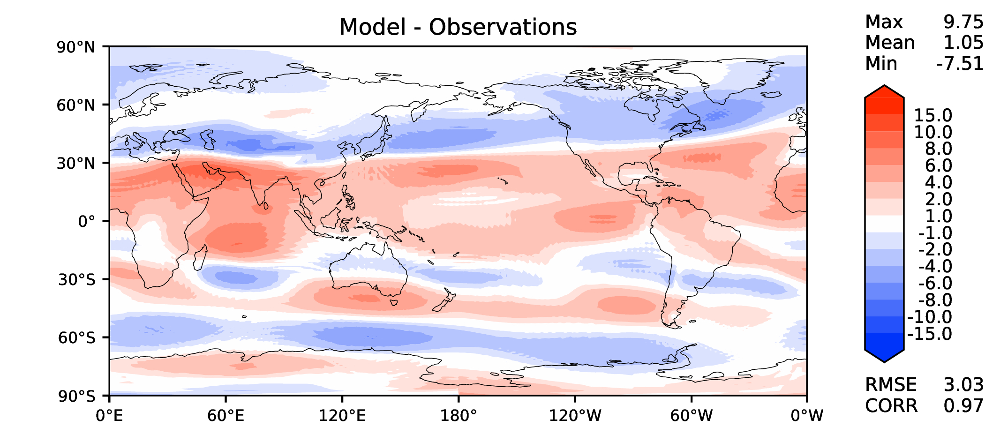 Model - Observations
Max 9.75
Mean 1.05
Min -7.51
90°N
60°N
30°N
0°
30°S
60°S
90°S
0°E 60°E 120°E 180° 120°W 60°W 0°W
15.0
10.0
8.0
6.0
4.0
2.0
1.0
-1.0
-2.0
-4.0
-6.0
-8.0
-10.0
-15.0
RMSE 3.03
CORR 0.97